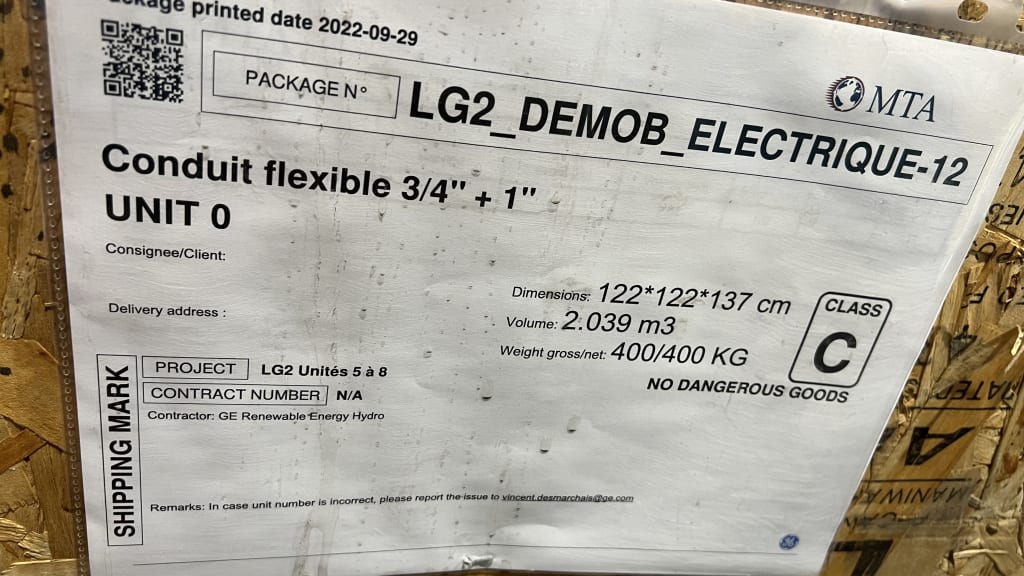 package printed date 2022-09-29
MTA
PACKAGE N° LG2_DEMOB_ELECTRIQUE-12
Conduit flexible 3/4" + 1"
UNIT 0
Consignee/Client:
Delivery address :
Dimensions: 122*122*137 cm
Volume: 2.039 m3
Weight gross/net: 400/400 KG
CLASS
C
NO DANGEROUS GOODS
SHIPPING MARK
PROJECT LG2 Unités 5 à 8
CONTRACT NUMBER N/A
Contractor: GE Renewable Energy Hydro
Remarks: In case unit number is incorrect, please report the issue to vincent.desmarchais@ge.com
GE